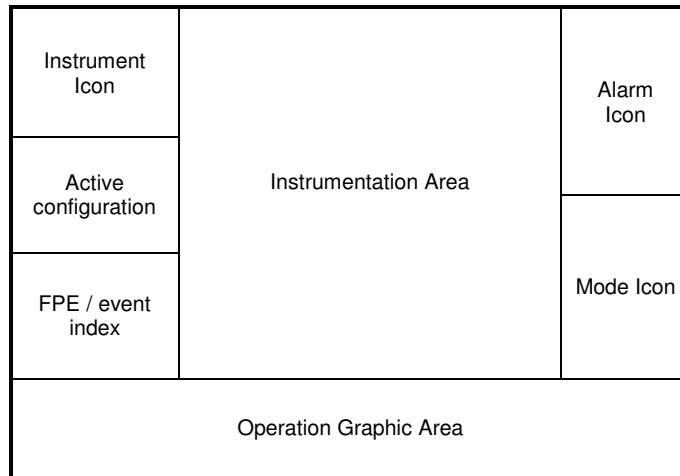 Instrument
Icon
Active
configuration
FPE / event
index
Instrumentation Area
Alarm
Icon
Mode Icon
Operation Graphic Area